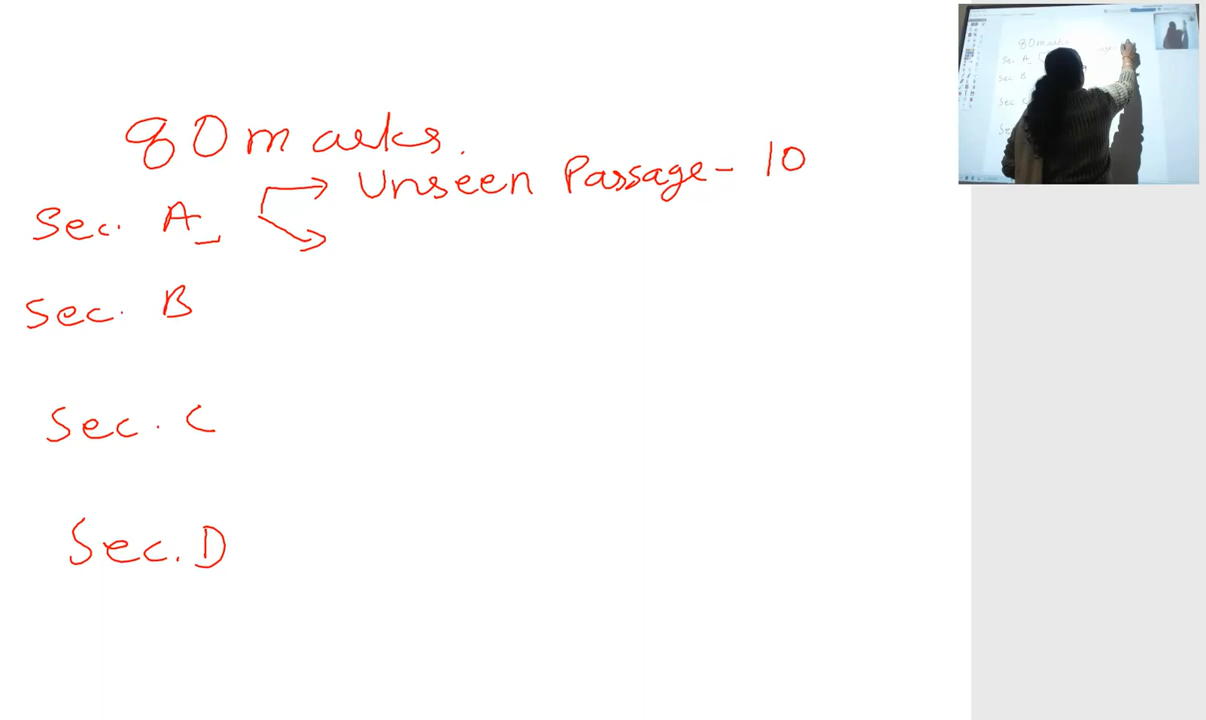 80 marks.
Unseen Passage - 10
Sec. A
Sec. B
Sec. C
Sec. D